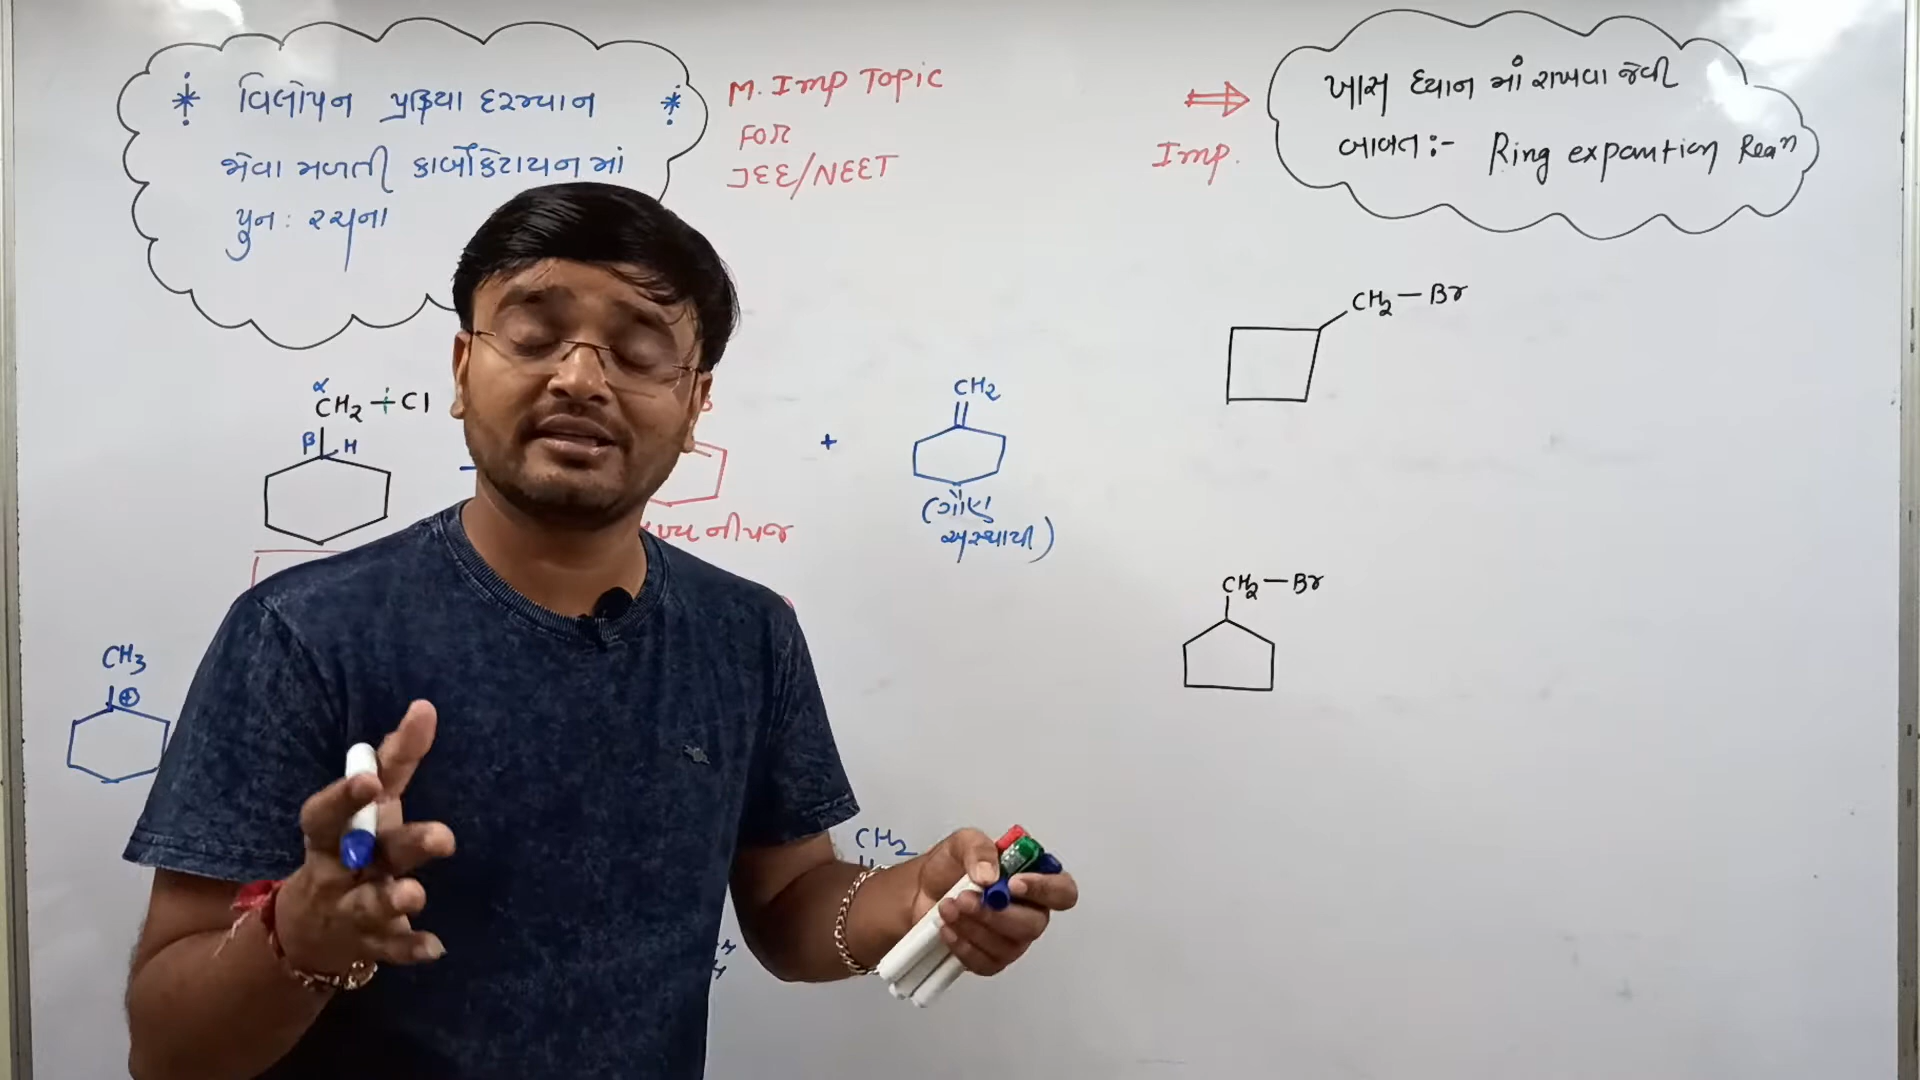 * વિલોપન પ્રક્રિયા દરમ્યાન *
મેવા મળતી કાર્બોકેટાયન માં
પુન: રચના
M. Imp Topic
FOR
JEE/NEET
Imp.
ખાસ ધ્યાન માં રાખવા જેવી
બાબત :- Ring expantion Reaⁿ
α
CH₂ – Cl
β H
+
CH₂
(ગૌણ
અસ્થાયી)
નીપજ
CH₃
⊕
CH₂
CH₂ – Br
CH₂ – Br